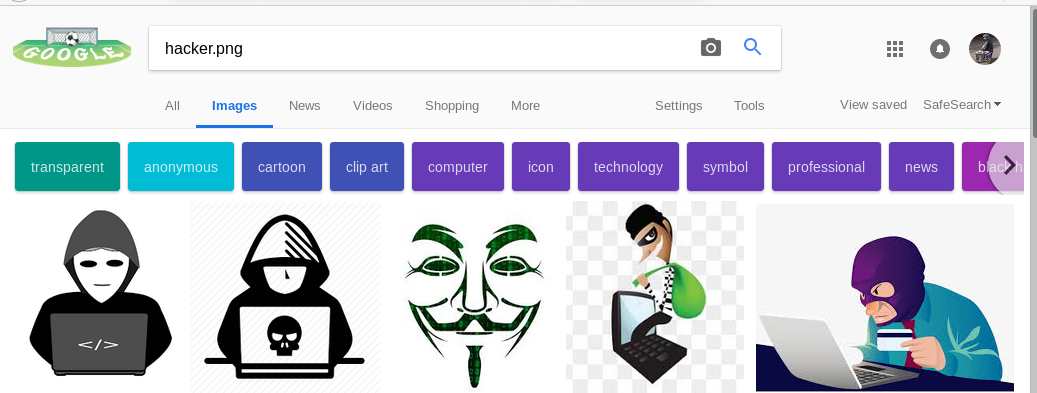 GOOGLE
hacker.png
All Images News Videos Shopping More Settings Tools View saved SafeSearch
transparent anonymous cartoon clip art computer icon technology symbol professional news black h
</>